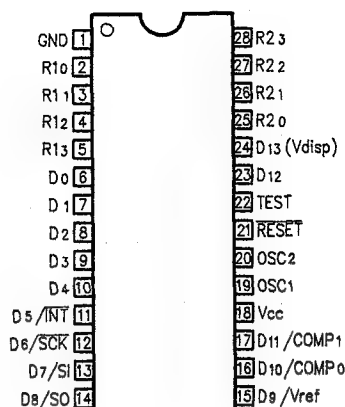 GND 1 28 R23
R10 2 27 R22
R11 3 26 R21
R12 4 25 R20
R13 5 24 D13 (Vdisp)
D0 6 23 D12
D1 7 22 TEST
D2 8 21 RESET
D3 9 20 OSC2
D4 10 19 OSC1
D5/INT 11 18 Vcc
D6/SCK 12 17 D11/COMP1
D7/SI 13 16 D10/COMP0
D8/SO 14 15 D9/Vref